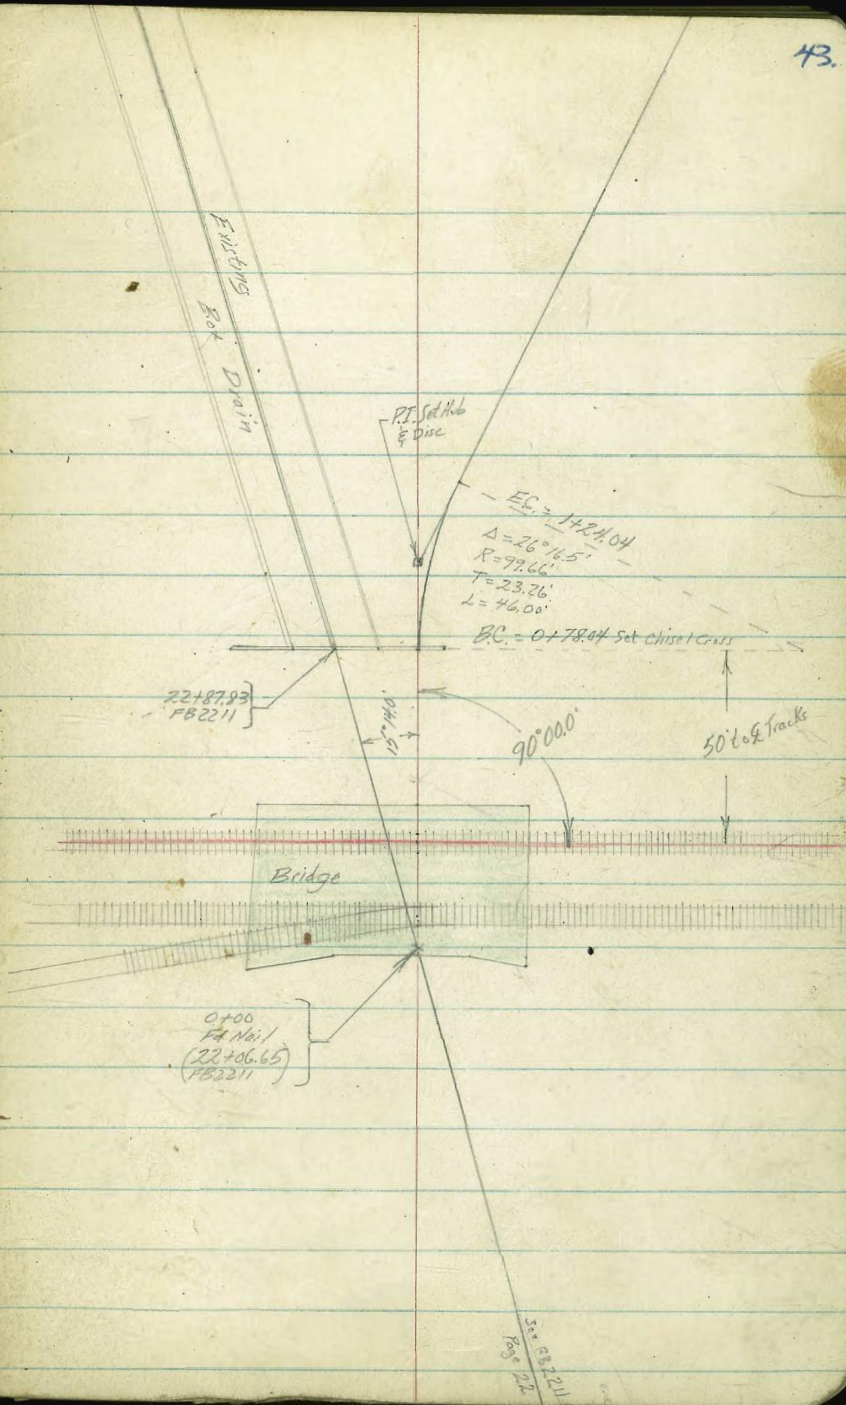 43.
Existing
Box Drain
P.I. Set Hub
& Disc
E.C. = 1+24.04
Δ = 26°16.5'
R = 99.66'
T = 23.26'
L = 46.00'
B.C. = 0+78.04 Set Chisel Cross
22+87.83
FB2211
90°00.0'
50' to ℄ Tracks
Bridge
0+00
Fd Nail
(22+06.65)
FB2211
See FB2211
Page 22